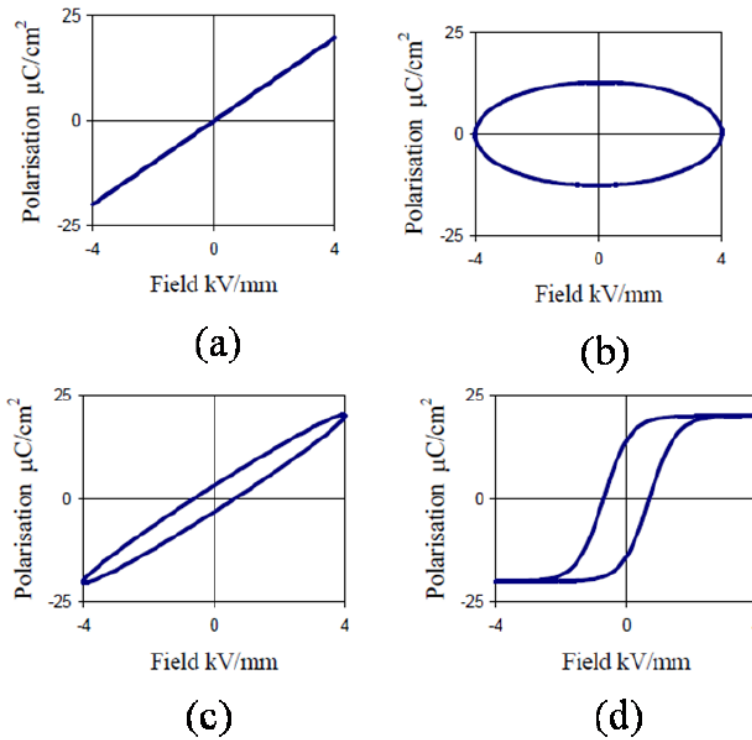 25
0
-25
-4
0
4
Polarisation µC/cm²
Field kV/mm
(a)
25
0
-25
-4
0
4
Polarisation µC/cm²
Field kV/mm
(b)
25
0
-25
-4
0
4
Polarisation µC/cm²
Field kV/mm
(c)
25
0
-25
-4
0
Polarisation µC/cm²
Field kV/mm
(d)